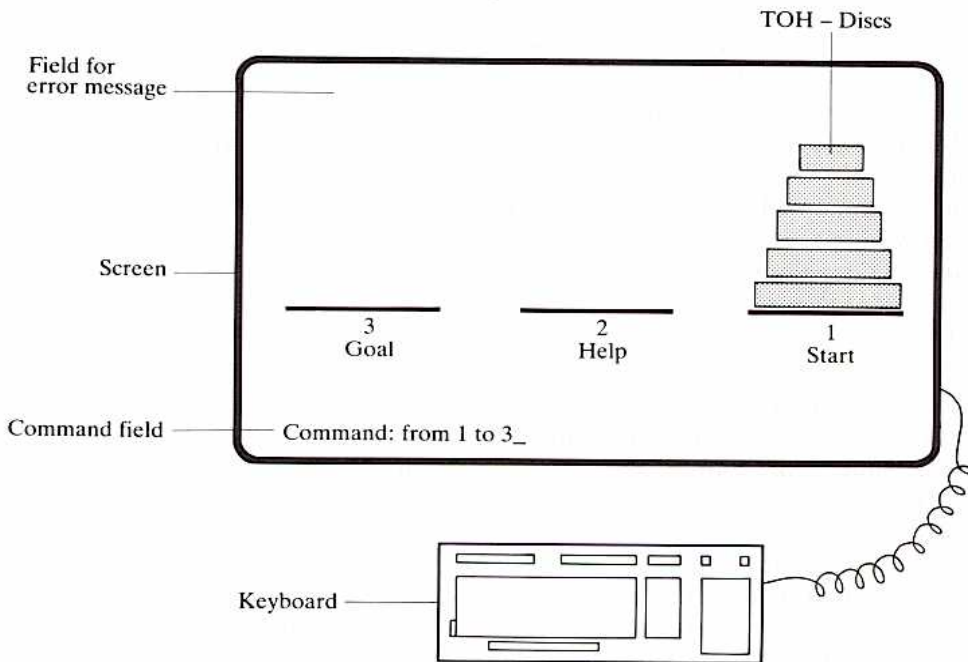 TOH – Discs
Field for
error message
Screen
3
Goal
2
Help
1
Start
Command field
Command: from 1 to 3_
Keyboard